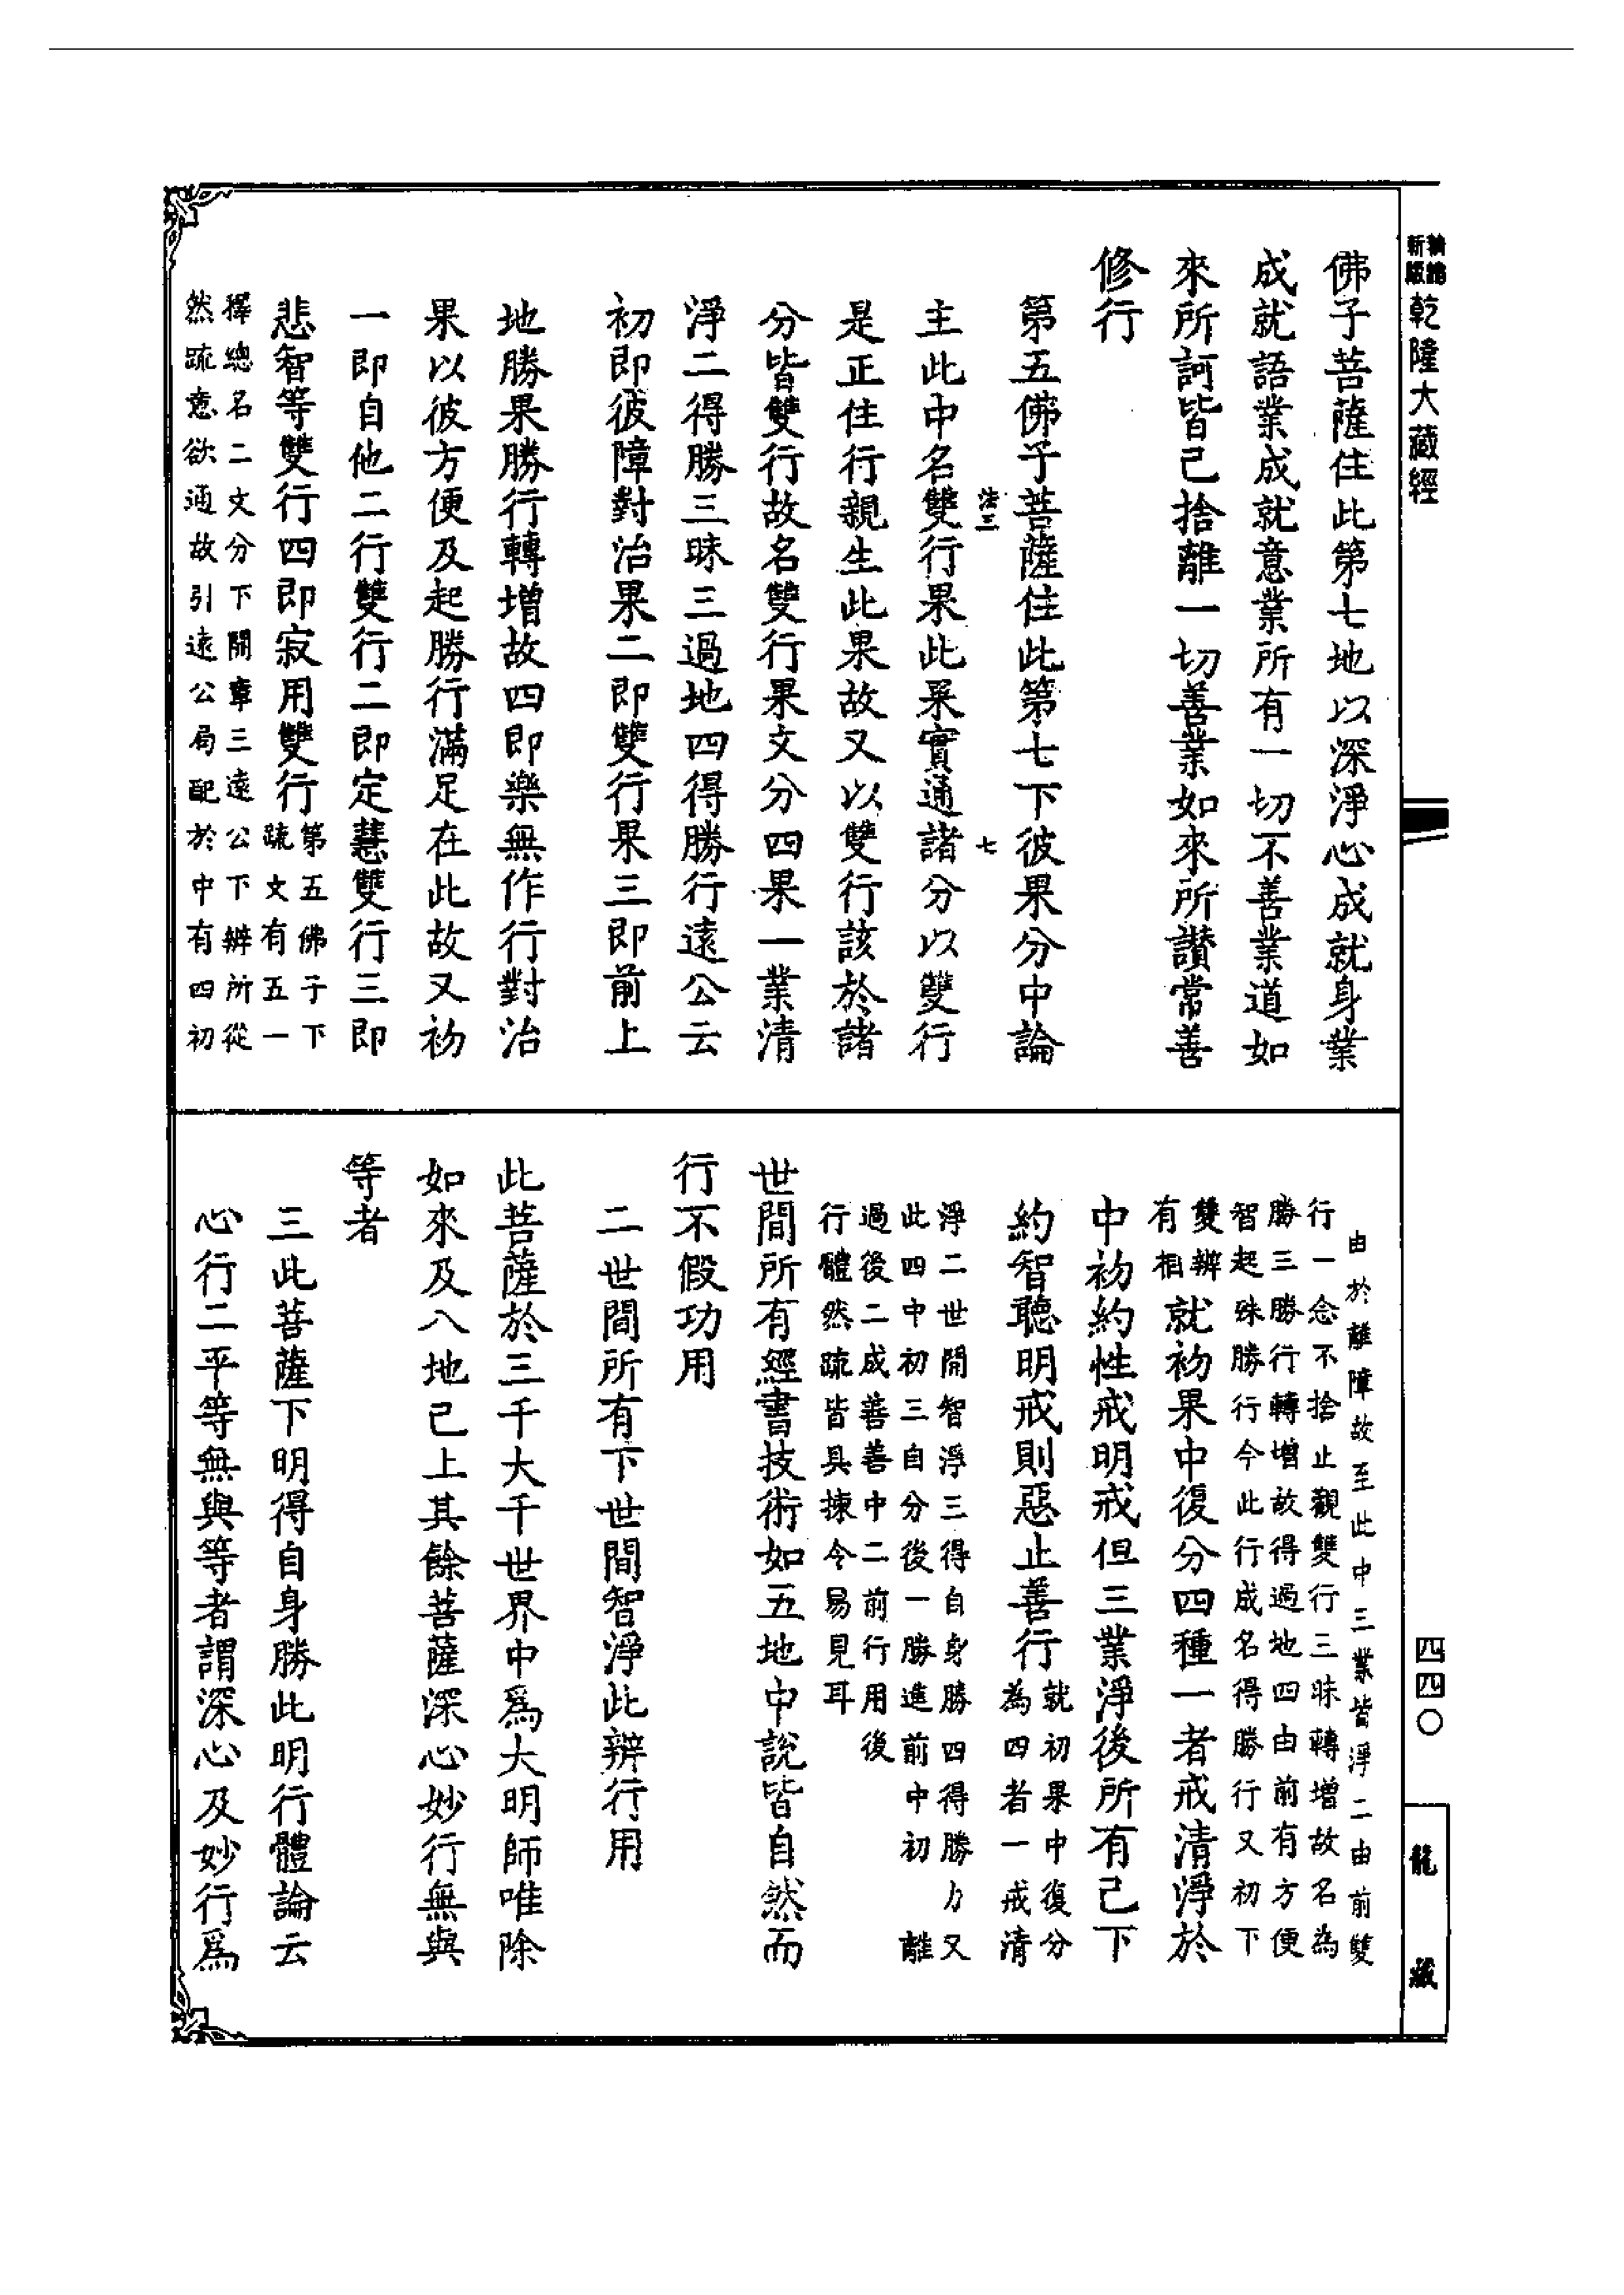 乾隆大藏經
新版
佛子菩薩住此第七地以深淨心成就身業
成就語業成就意業所有一切不善業道如
來所訶皆已捨離一切善業如來所讚常善
修行
第五佛子菩薩住此第七下彼果分中論
法三 七
主此中名雙行果此果實通諸分以雙行
是正住行親生此果故又以雙行該於諸
分皆雙行故名雙行果文分四果一業清
淨二得勝三昧三過地四得勝行遠公云
初即彼障對治果二即雙行果三即前上
地勝果勝行轉增故四即樂無作行對治
果以彼方便及起勝行滿足在此故又初
一即自他二行雙行二即定慧雙行三即
悲智等雙行四即寂用雙行
第五佛子下
疏文有五一
釋總名二文分下開章三遠公下辨所從
然疏意欲通故引遠公局配於中有四初
由於離障故至此中三業皆淨二由前雙
行一念不捨止觀雙行三昧轉增故名為
勝三勝行轉增故得過地四由前有方便
智起殊勝行今此行成名得勝行又初下
雙辨
有相
就初果中復分四種一者戒清淨於
中初約性戒明戒但三業淨後所有已下
約智聽明戒則惡止善行
就初果中復分
為四者一戒清
淨二世間智淨三得自身勝四得勝力又
此四中初三自分後一勝進前中初離
過後二成善善中二前行用後
行體然疏皆具揀今易見耳
世間所有經書技術如五地中說皆自然而
行不假功用
二世間所有下世間智淨此辨行用
此菩薩於三千大千世界中為大明師唯除
如來及八地已上其餘菩薩深心妙行無與
等者
三此菩薩下明得自身勝此明行體論云
心行二平等無與等者謂深心及妙行為
四四〇
龍藏